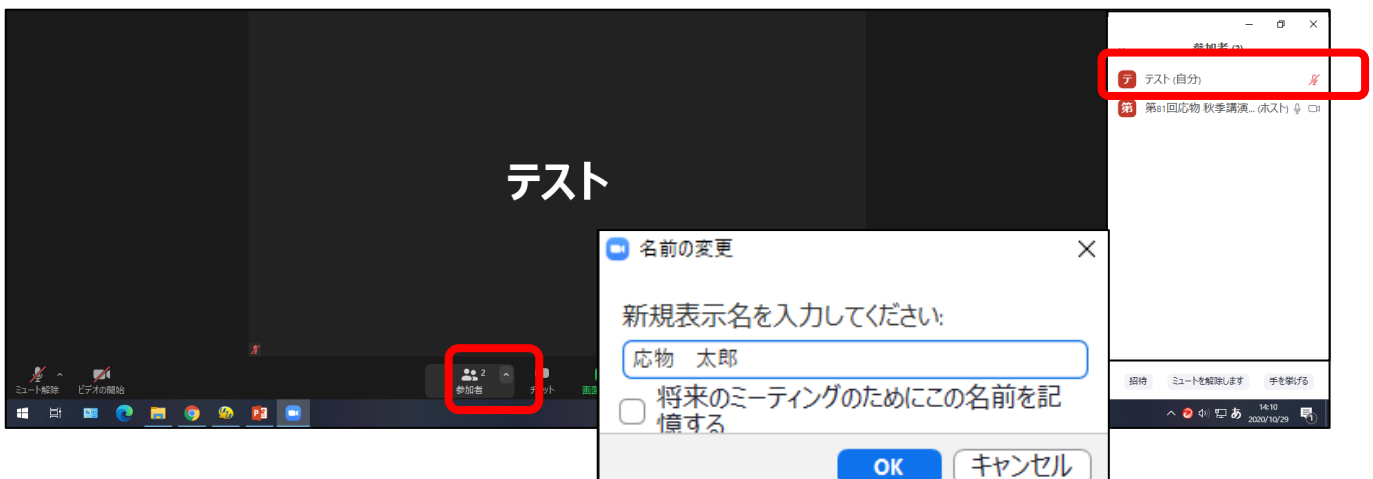 参加者 (2)
テ テスト (自分)
第 第81回応物 秋季講演... (ホスト)
テスト
名前の変更
新規表示名を入力してください:
応物　太郎
将来のミーティングのためにこの名前を記
憶する
OK キャンセル
ミュート解除 ビデオの開始 2 参加者 チャット
招待 ミュートを解除します 手を挙げる
あ 14:10
2020/10/29